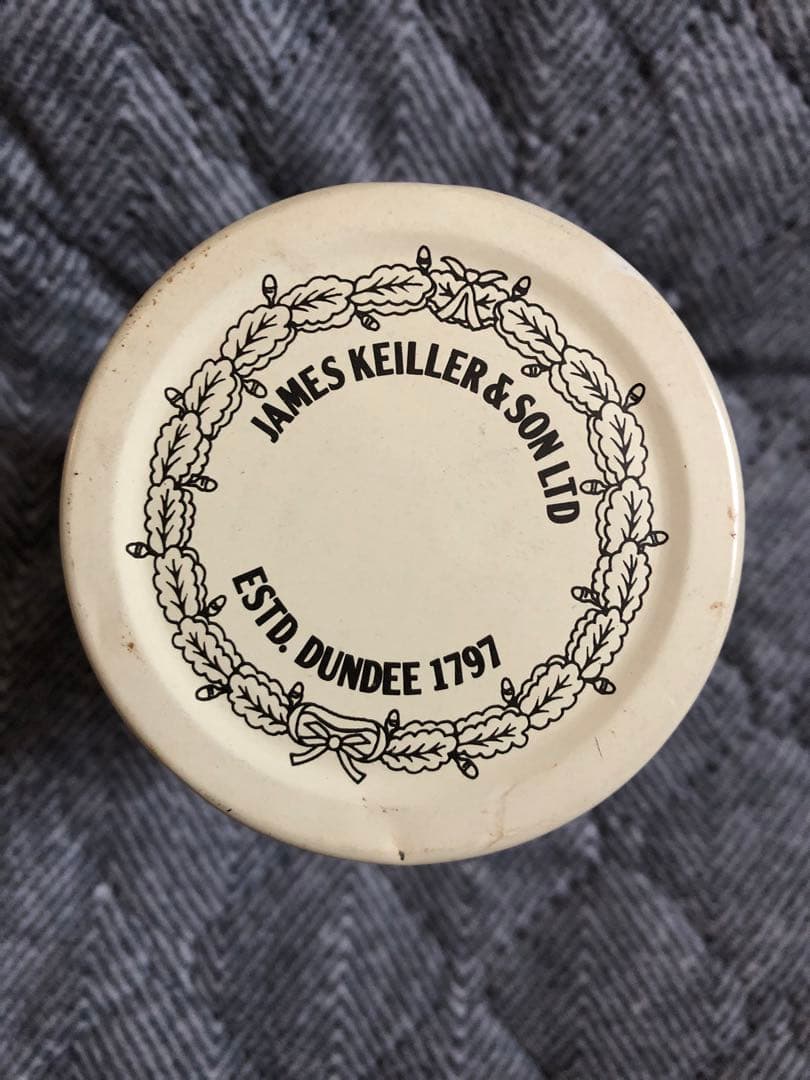 JAMES KEILLER & SON LTD
ESTD. DUNDEE 1797